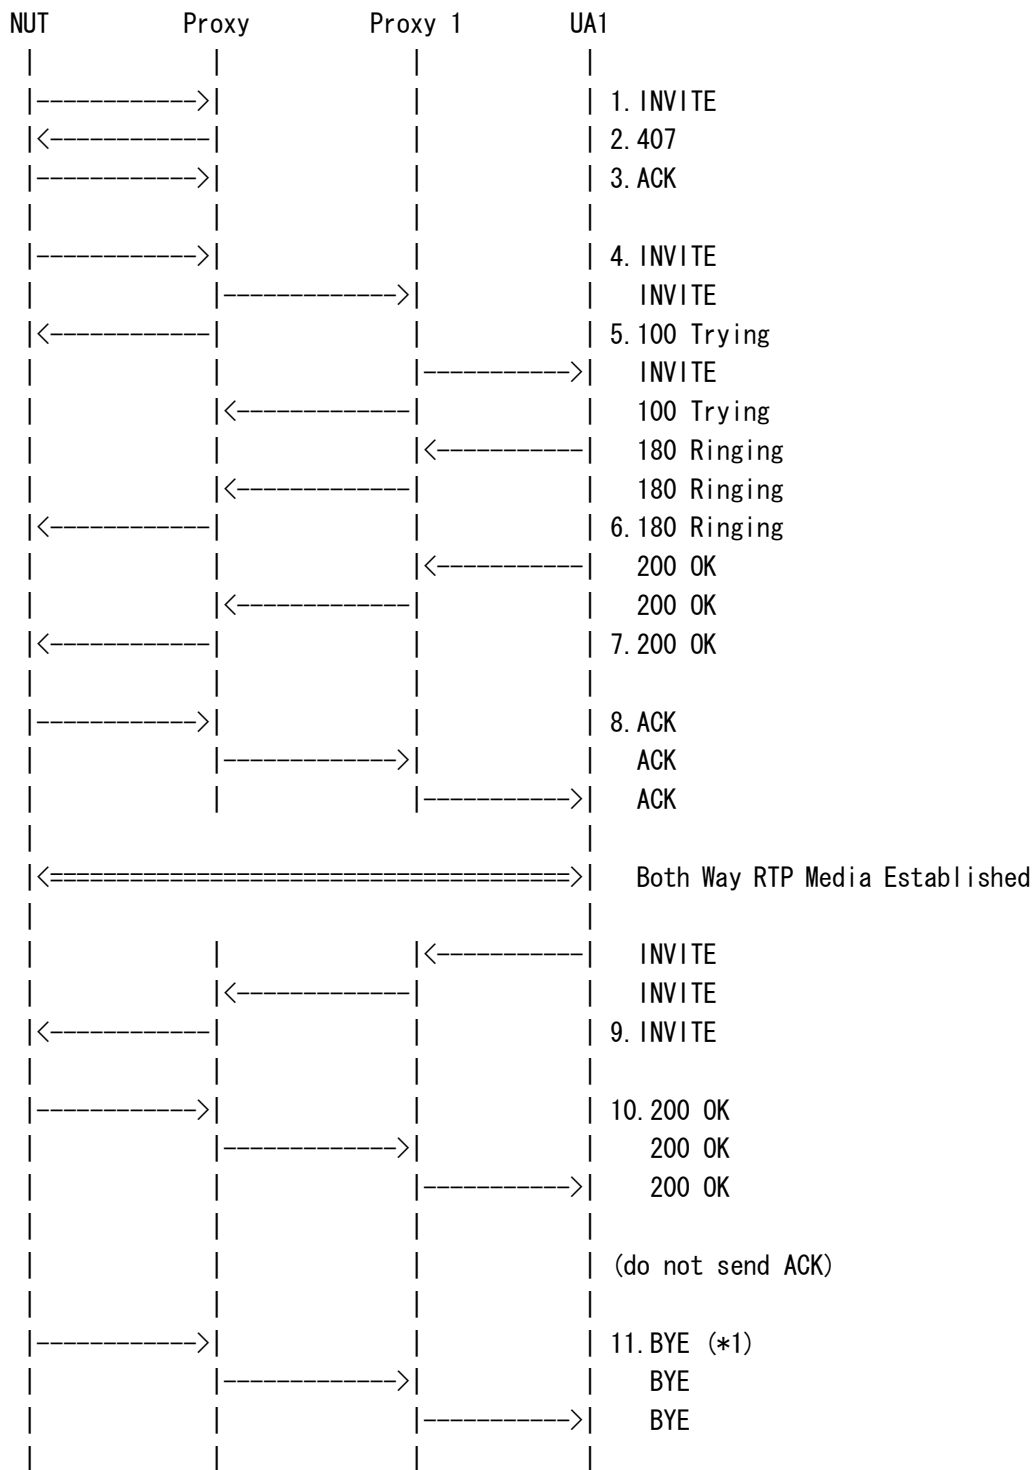 NUT Proxy Proxy 1 UA1
1. INVITE
2. 407
3. ACK
4. INVITE
INVITE
5. 100 Trying
INVITE
100 Trying
180 Ringing
180 Ringing
6. 180 Ringing
200 OK
200 OK
7. 200 OK
8. ACK
ACK
ACK
Both Way RTP Media Established
INVITE
INVITE
9. INVITE
10. 200 OK
200 OK
200 OK
(do not send ACK)
11. BYE (*1)
BYE
BYE